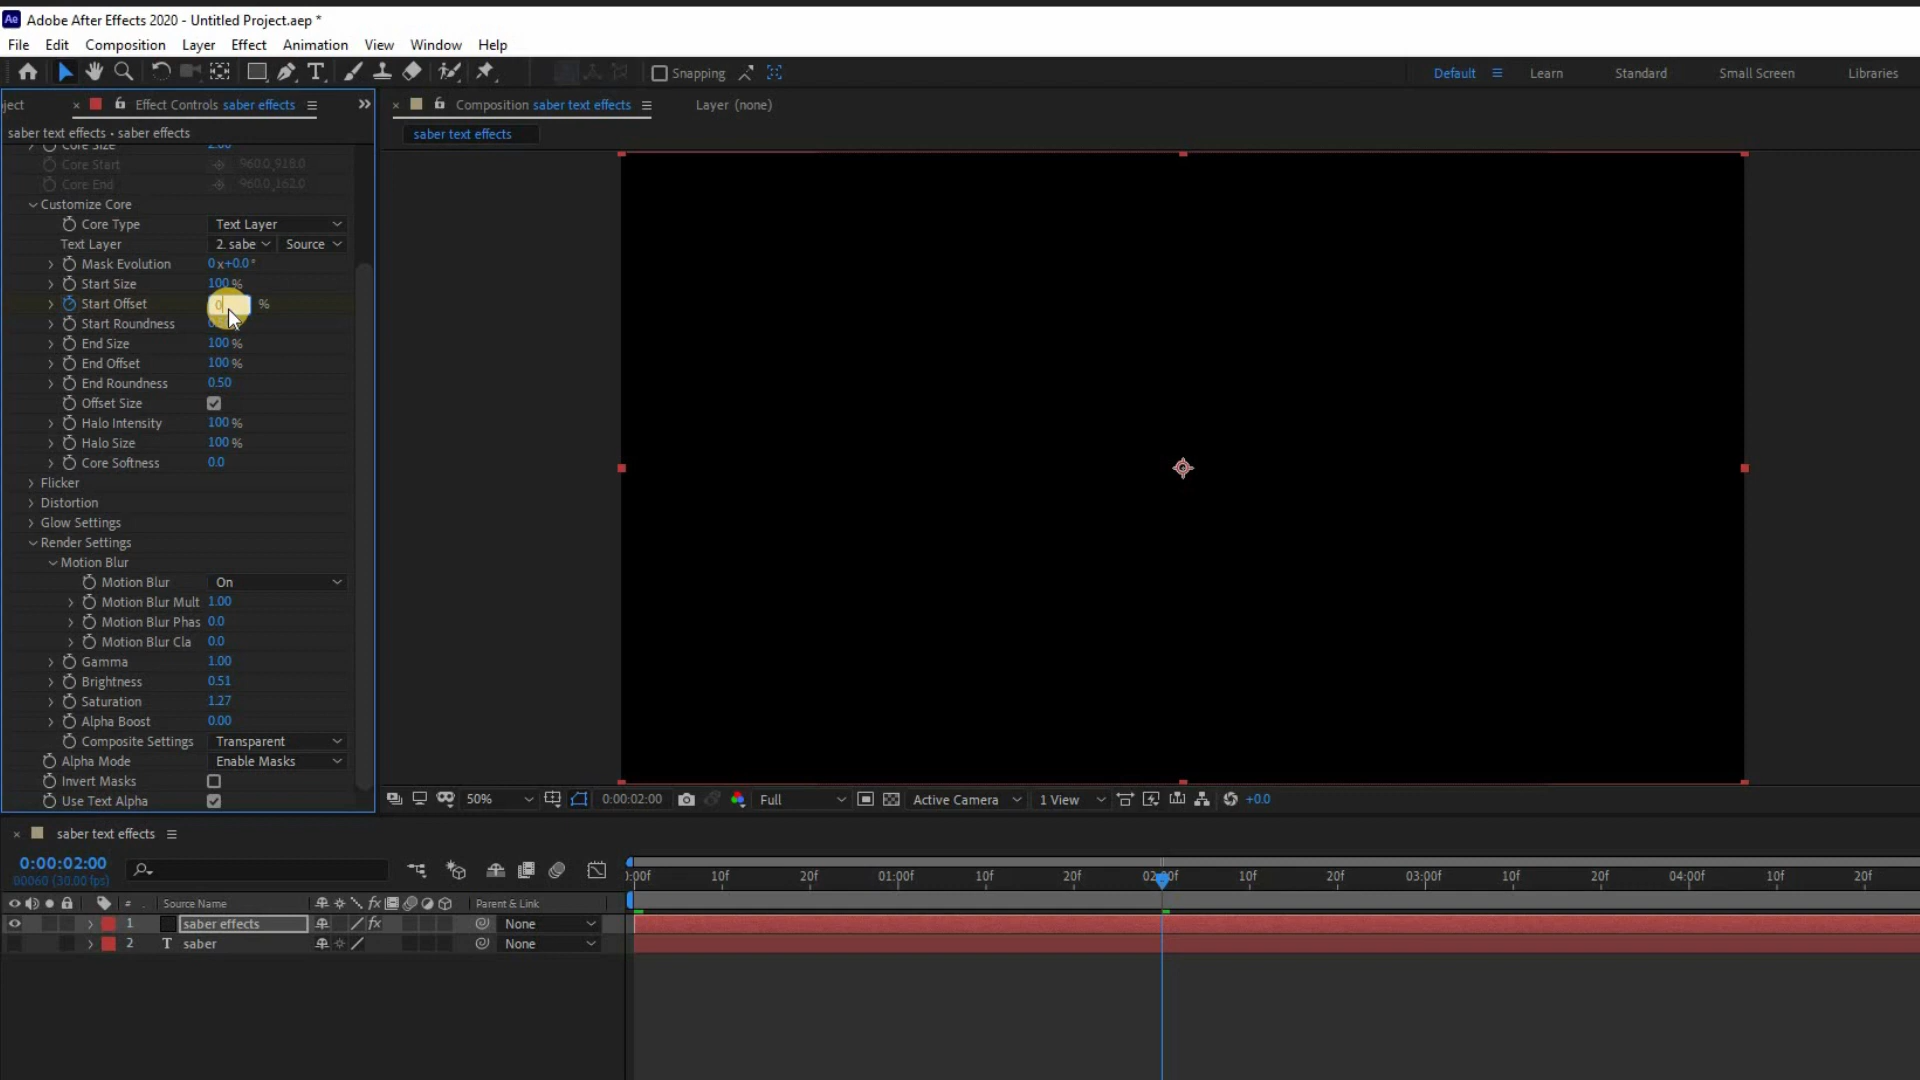 Ae Adobe After Effects 2020 - Untitled Project.aep *
File Edit Composition Layer Effect Animation View Window Help
Snapping Default Learn Standard Small Screen Libraries
ject Effect Controls saber effects Composition saber text effects Layer (none)
saber text effects • saber effects
saber text effects
Core Size 2.00
Core Start 960.0,918.0
Core End 960.0,162.0
Customize Core
Core Type Text Layer
Text Layer 2. sabe Source
Mask Evolution 0 x+0.0 °
Start Size 100 %
Start Offset 0 %
Start Roundness
End Size 100 %
End Offset 100 %
End Roundness 0.50
Offset Size
Halo Intensity 100 %
Halo Size 100 %
Core Softness 0.0
Flicker
Distortion
Glow Settings
Render Settings
Motion Blur
Motion Blur On
Motion Blur Mult 1.00
Motion Blur Phas 0.0
Motion Blur Cla 0.0
Gamma 1.00
Brightness 0.51
Saturation 1.27
Alpha Boost 0.00
Composite Settings Transparent
Alpha Mode Enable Masks
Invert Masks
Use Text Alpha
50% 0:00:02:00 Full Active Camera 1 View +0.0
saber text effects
0:00:02:00
00060 (30.00 fps)
:00f 10f 20f 01:00f 10f 20f 02:00f 10f 20f 03:00f 10f 20f 04:00f 10f 20f
# Source Name fx Parent & Link
1 saber effects fx None
2 T saber None